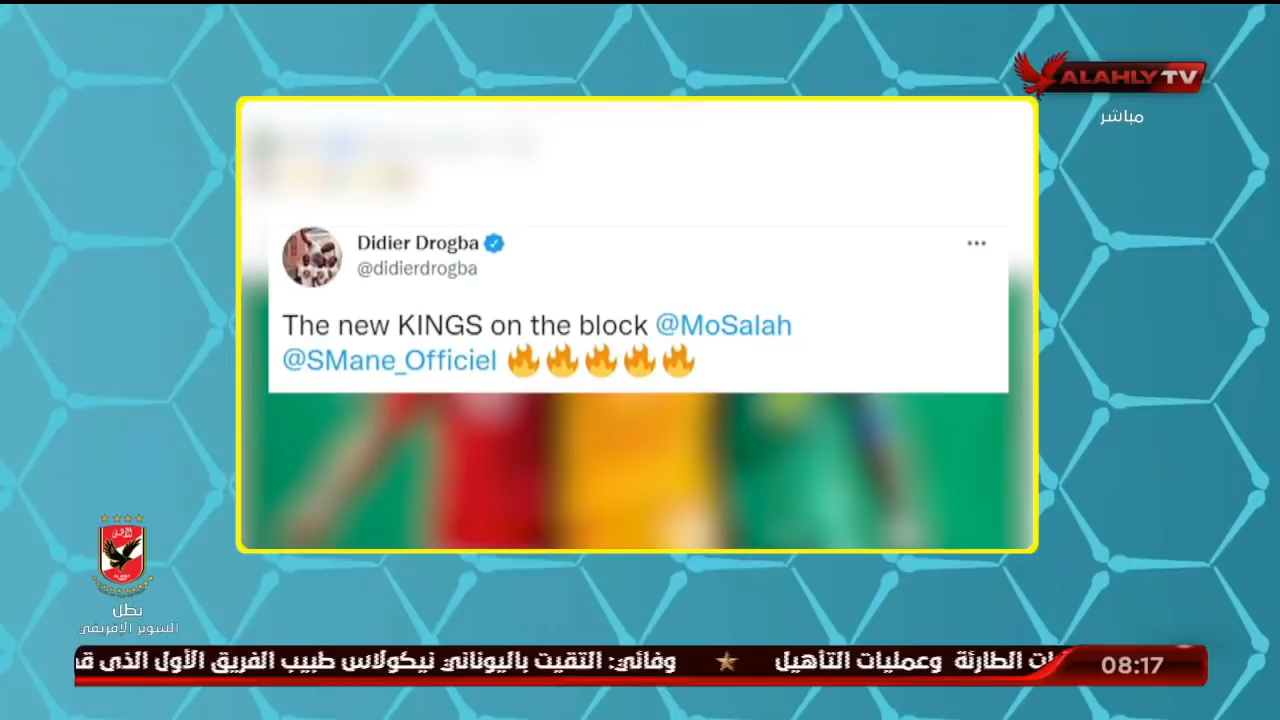 ALAHLY TV
مباشر
Didier Drogba
@didierdrogba
The new KINGS on the block @MoSalah
@SMane_Officiel 🔥🔥🔥🔥🔥
بطل
السوبر الإفريقي
الطارئة وعمليات التأهيل ★ وفائي: التقيت باليوناني نيكولاس طبيب الفريق الأول الذى
08:17